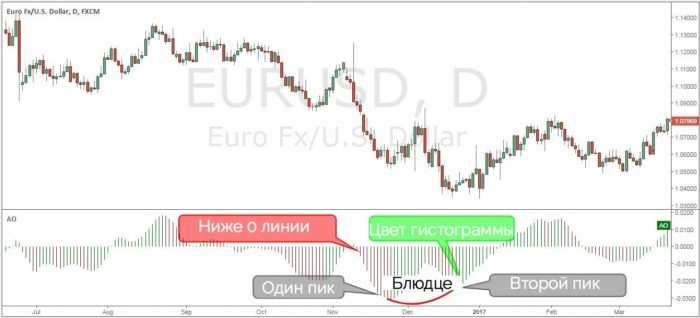 Euro Fx/U.S. Dollar, D, FXCM
EURUSD, D
Euro Fx/U.S. Dollar
1.14000
1.13000
1.12000
1.11000
1.10000
1.09000
1.08000
1.07969
1.07000
1.06000
1.05000
1.04000
1.03000
AO
Ниже 0 линии
Цвет гистограммы
AO
0.0200
0.0100
0.0000
-0.0100
-0.0200
-0.0300
Один пик
Блюдце
Второй пик
Jul
Aug
Sep
Oct
Nov
Dec
2017
Feb
Mar